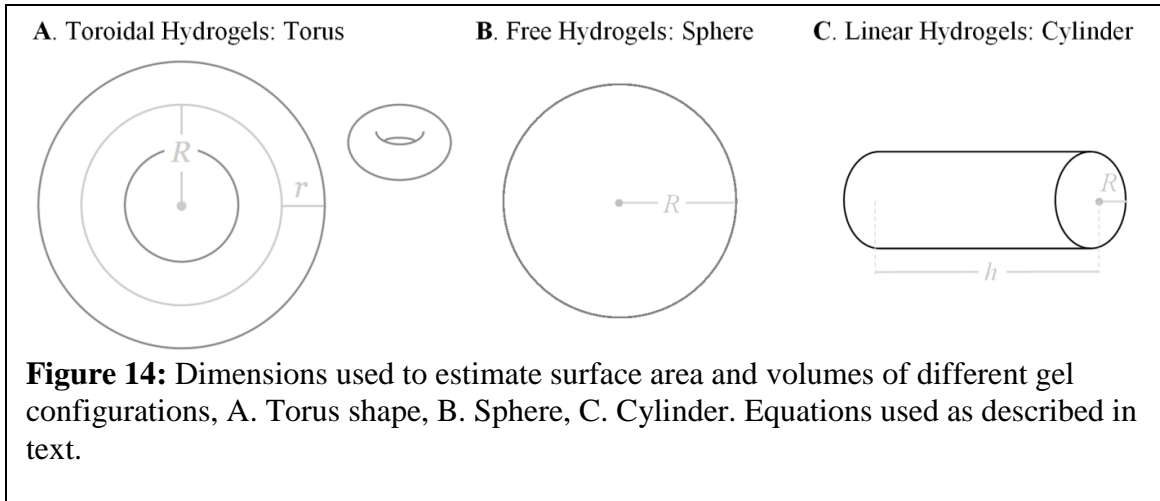 A. Toroidal Hydrogels: Torus
B. Free Hydrogels: Sphere
C. Linear Hydrogels: Cylinder
R
r
R
R
h
Figure 14: Dimensions used to estimate surface area and volumes of different gel
configurations, A. Torus shape, B. Sphere, C. Cylinder. Equations used as described in
text.